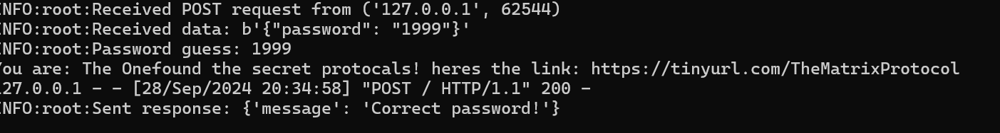 INFO:root:Received POST request from ('127.0.0.1', 62544)
INFO:root:Received data: b'{"password": "1999"}'
INFO:root:Password guess: 1999
You are: The Onefound the secret protocals! heres the link: https://tinyurl.com/TheMatrixProtocol
127.0.0.1 - - [28/Sep/2024 20:34:58] "POST / HTTP/1.1" 200 -
INFO:root:Sent response: {'message': 'Correct password!'}